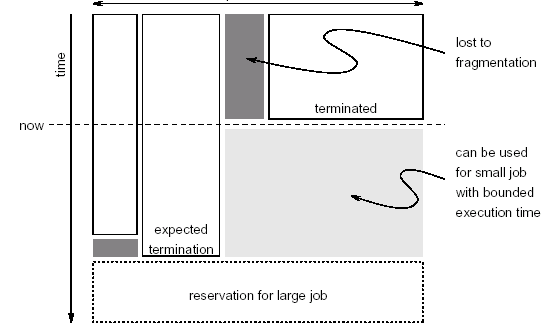 time
lost to
fragmentation
terminated
now
can be used
for small job
with bounded
execution time
expected
termination
reservation for large job